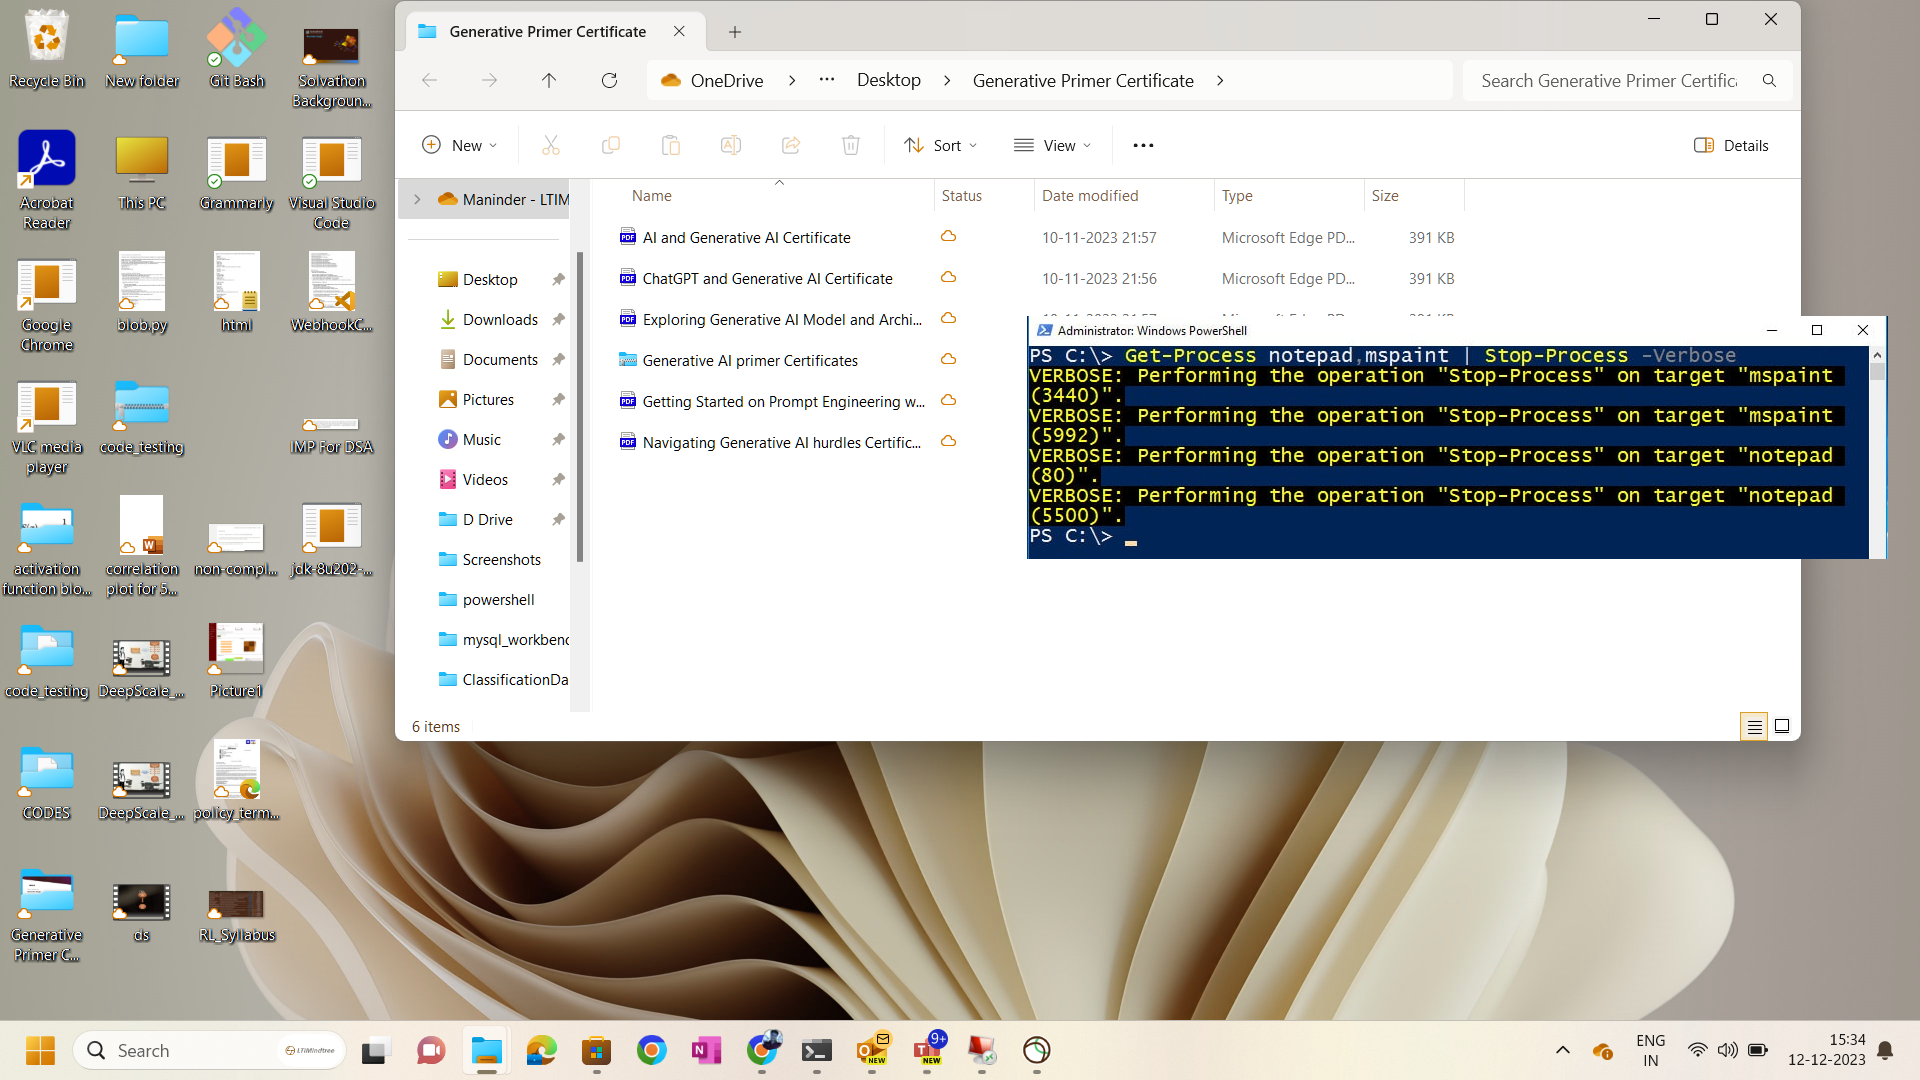 Recycle Bin
New folder
Git Bash
Solvathon
Backgroun...
Acrobat
Reader
This PC
Grammarly
Visual Studio
Code
Google
Chrome
blob.py
html
WebhookC...
VLC media
player
code_testing
IMP For DSA
activation
function blo...
correlation
plot for 5...
non-compl...
jdk-8u202-...
code_testing
DeepScale_...
Picture1
CODES
DeepScale_...
policy_term...
Generative
Primer C...
ds
RL_Syllabus
Generative Primer Certificate
OneDrive > ... Desktop > Generative Primer Certificate >
Search Generative Primer Certific
New
Sort
View
...
Details
Maninder - LTIM
Desktop
Downloads
Documents
Pictures
Music
Videos
D Drive
Screenshots
powershell
mysql_workbenc
ClassificationDa
Name Status Date modified Type Size
AI and Generative AI Certificate 10-11-2023 21:57 Microsoft Edge PD... 391 KB
ChatGPT and Generative AI Certificate 10-11-2023 21:56 Microsoft Edge PD... 391 KB
Exploring Generative AI Model and Archi...
Generative AI primer Certificates
Getting Started on Prompt Engineering w...
Navigating Generative AI hurdles Certific...
6 items
Administrator: Windows PowerShell
PS C:\> Get-Process notepad,mspaint | Stop-Process -Verbose
VERBOSE: Performing the operation "Stop-Process" on target "mspaint
(3440)".
VERBOSE: Performing the operation "Stop-Process" on target "mspaint
(5992)".
VERBOSE: Performing the operation "Stop-Process" on target "notepad
(80)".
VERBOSE: Performing the operation "Stop-Process" on target "notepad
(5500)".
PS C:\> _
Search
LTIMindtree
NEW
9+
NEW
ENG
IN
15:34
12-12-2023